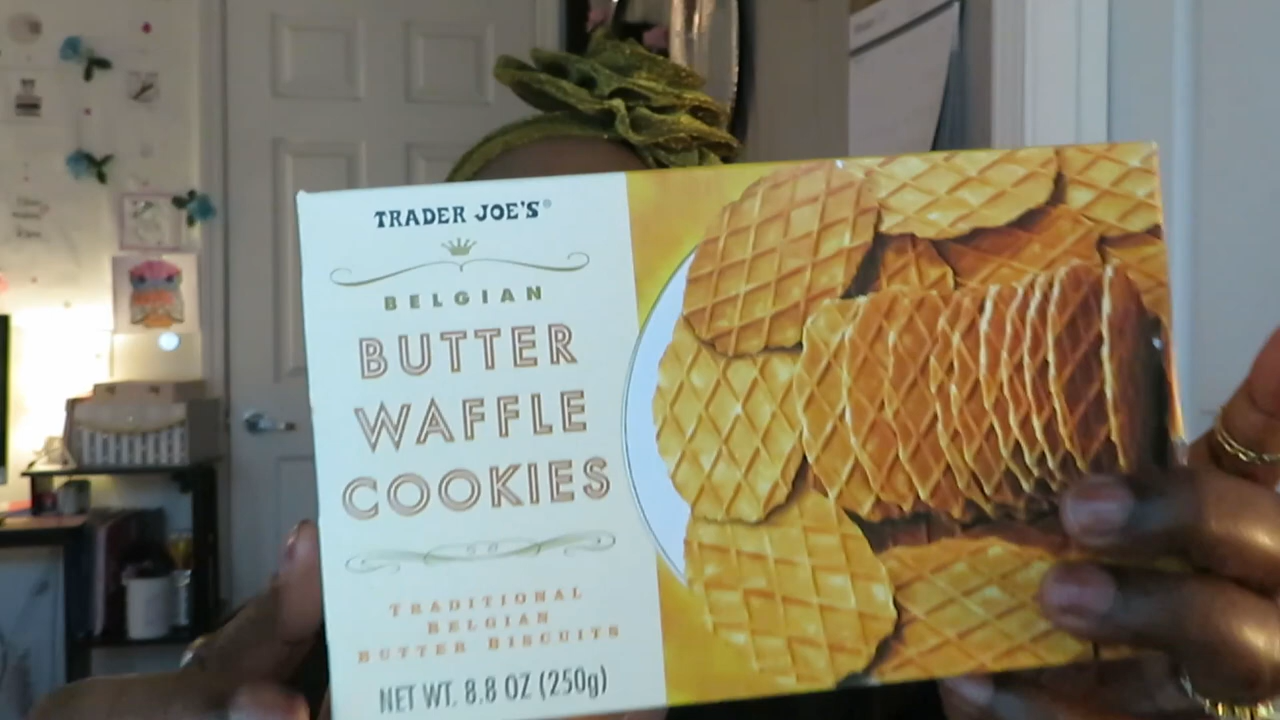 TRADER JOE'S®
BELGIAN
BUTTER
WAFFLE
COOKIES
TRADITIONAL
BELGIAN
BUTTER BISCUITS
NET WT. 8.8 OZ (250g)